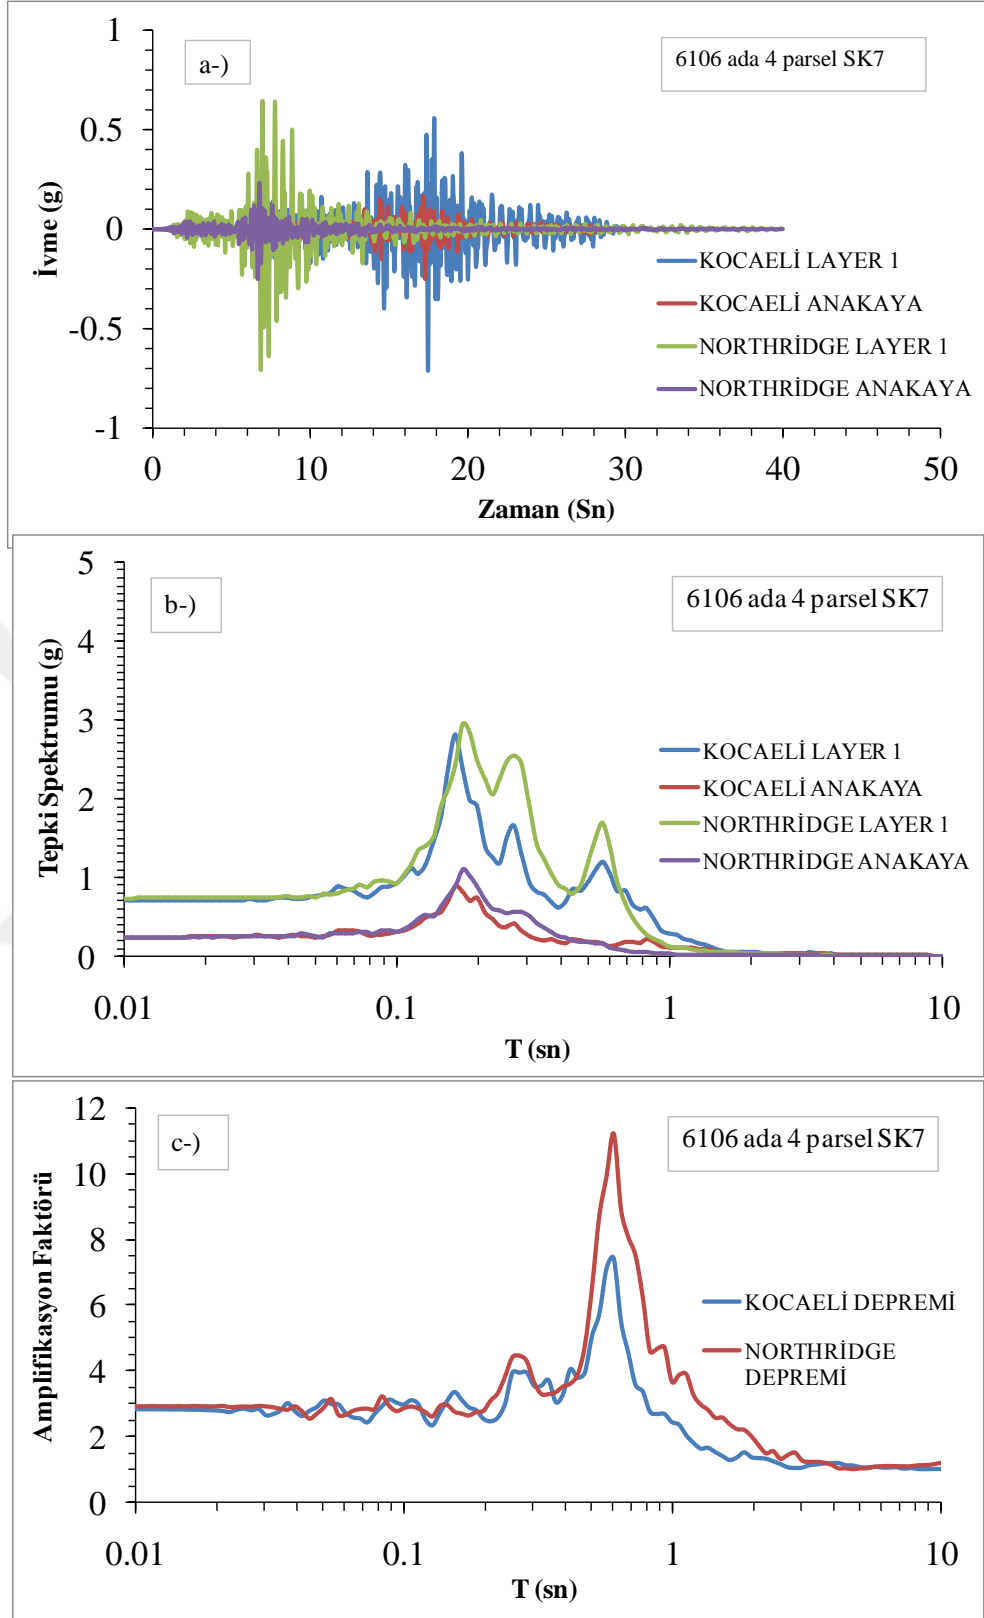 a-)
6106 ada 4 parsel SK7
İvme (g)
1
0.5
0
-0.5
-1
KOCAELİ LAYER 1
KOCAELİ ANAKAYA
NORTHRİDGE LAYER 1
NORTHRİDGE ANAKAYA
0 10 20 30 40 50
Zaman (Sn)
b-)
6106 ada 4 parsel SK7
Tepki Spektrumu (g)
5
4
3
2
1
0
KOCAELİ LAYER 1
KOCAELİ ANAKAYA
NORTHRİDGE LAYER 1
NORTHRİDGE ANAKAYA
0.01 0.1 1 10
T (sn)
c-)
6106 ada 4 parsel SK7
Amplifikasyon Faktörü
12
10
8
6
4
2
0
KOCAELİ DEPREMİ
NORTHRİDGE
DEPREMİ
0.01 0.1 1 10
T (sn)